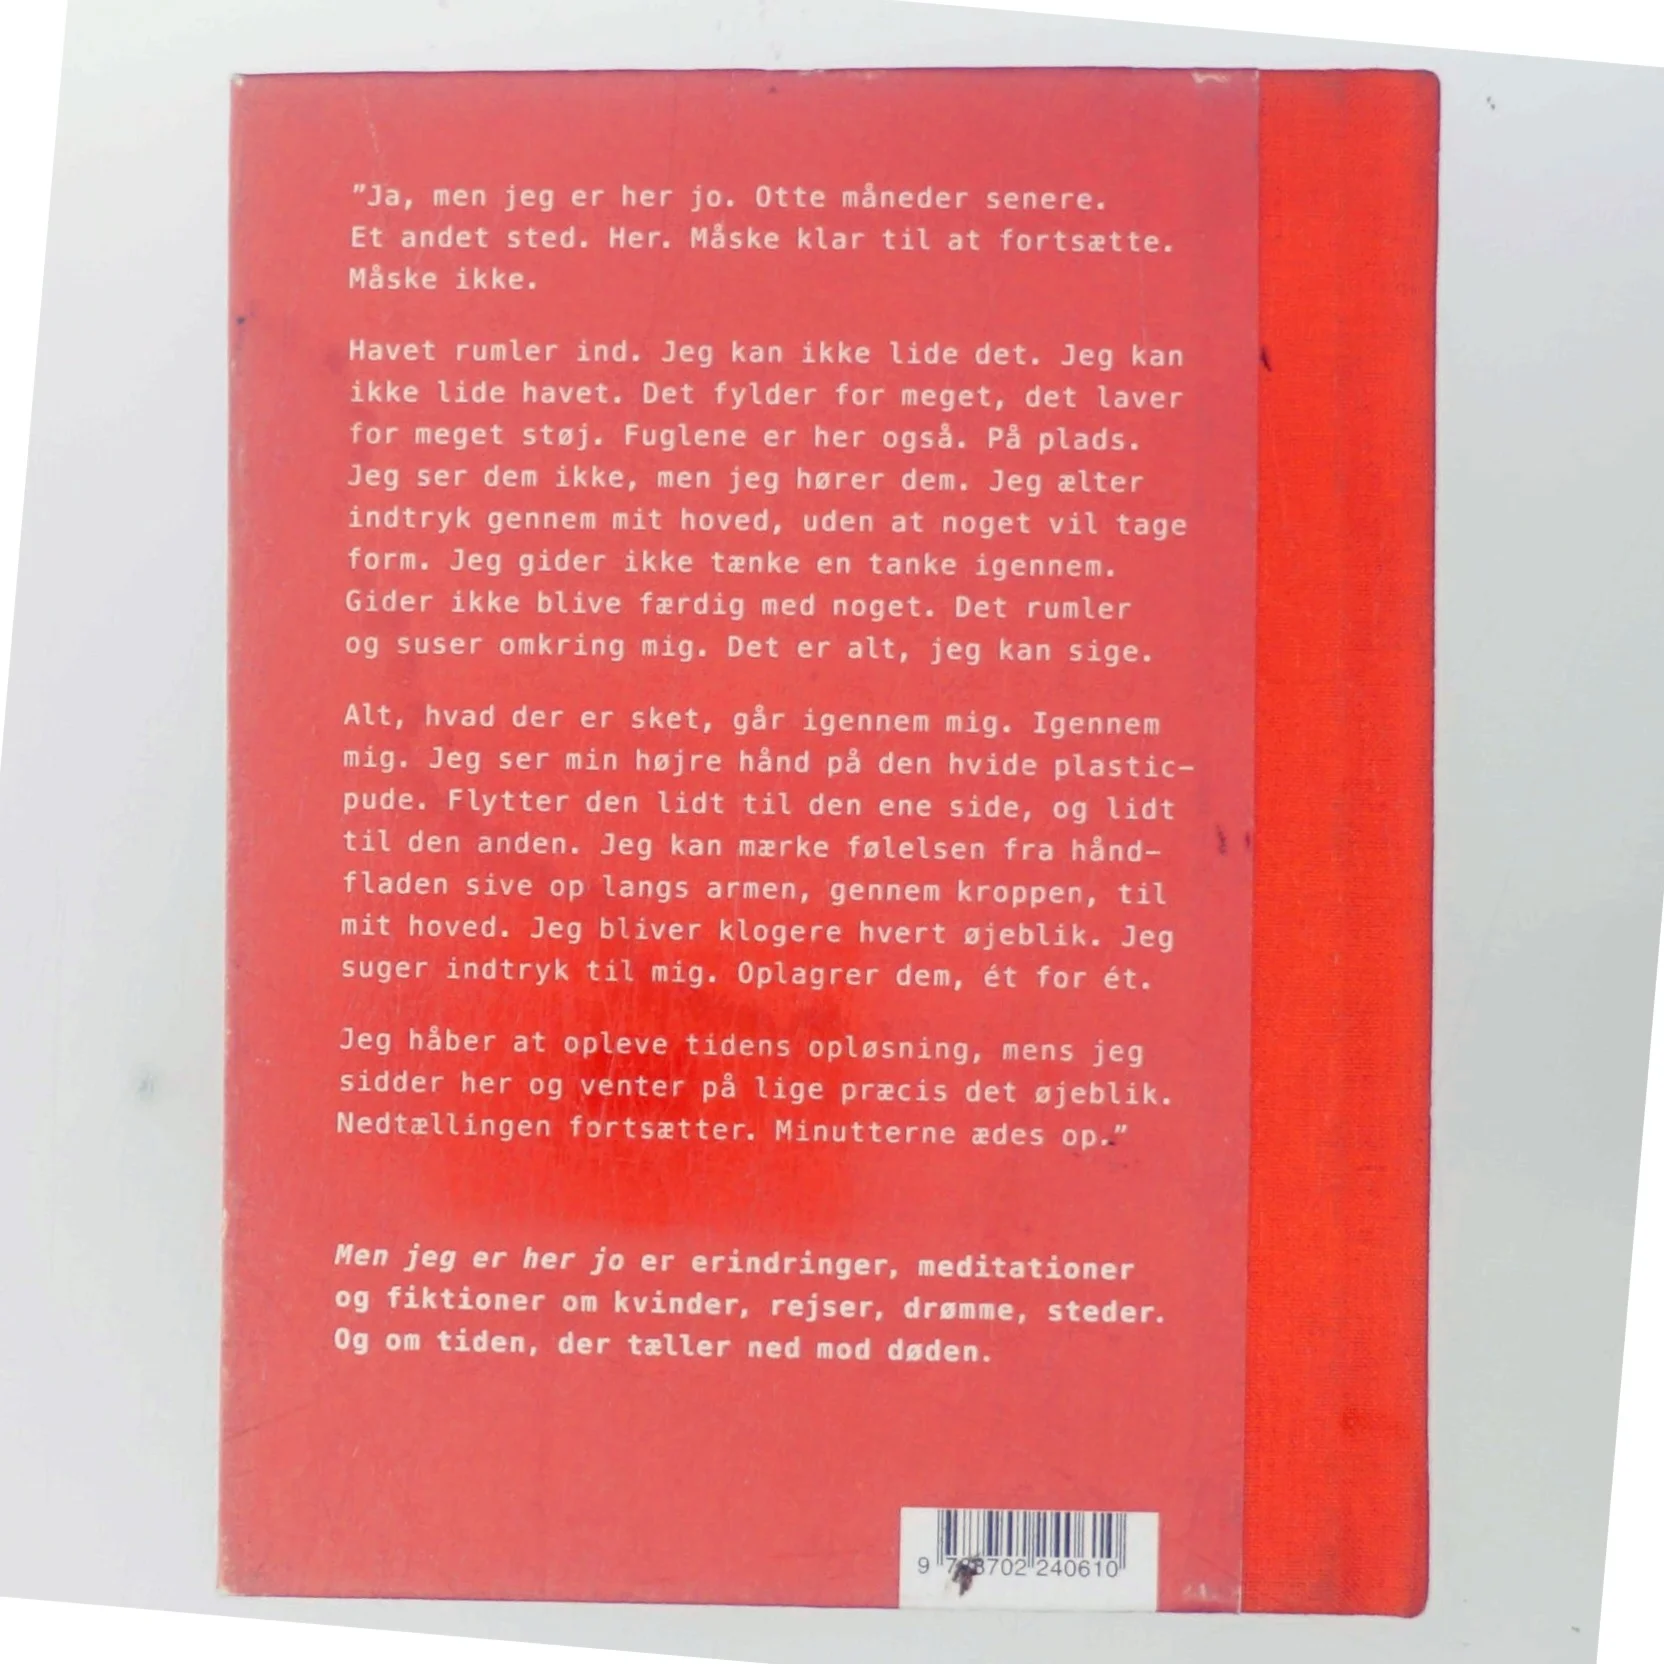 "Ja, men jeg er her jo. Otte måneder senere.
Et andet sted. Her. Måske klar til at fortsætte.
Måske ikke.
Havet rumler ind. Jeg kan ikke lide det. Jeg kan
ikke lide havet. Det fylder for meget, det laver
for meget støj. Fuglene er her også. På plads.
Jeg ser dem ikke, men jeg hører dem. Jeg ælter
indtryk gennem mit hoved, uden at noget vil tage
form. Jeg gider ikke tænke en tanke igennem.
Gider ikke blive færdig med noget. Det rumler
og suser omkring mig. Det er alt, jeg kan sige.
Alt, hvad der er sket, går igennem mig. Igennem
mig. Jeg ser min højre hånd på den hvide plastic-
pude. Flytter den lidt til den ene side, og lidt
til den anden. Jeg kan mærke følelsen fra hånd-
fladen sive op langs armen, gennem kroppen, til
mit hoved. Jeg bliver klogere hvert øjeblik. Jeg
suger indtryk til mig. Oplagrer dem, ét for ét.
Jeg håber at opleve tidens opløsning, mens jeg
sidder her og venter på lige præcis det øjeblik.
Nedtællingen fortsætter. Minutterne ædes op."
Men jeg er her jo er erindringer, meditationer
og fiktioner om kvinder, rejser, drømme, steder.
Og om tiden, der tæller ned mod døden.
9 788702 240610